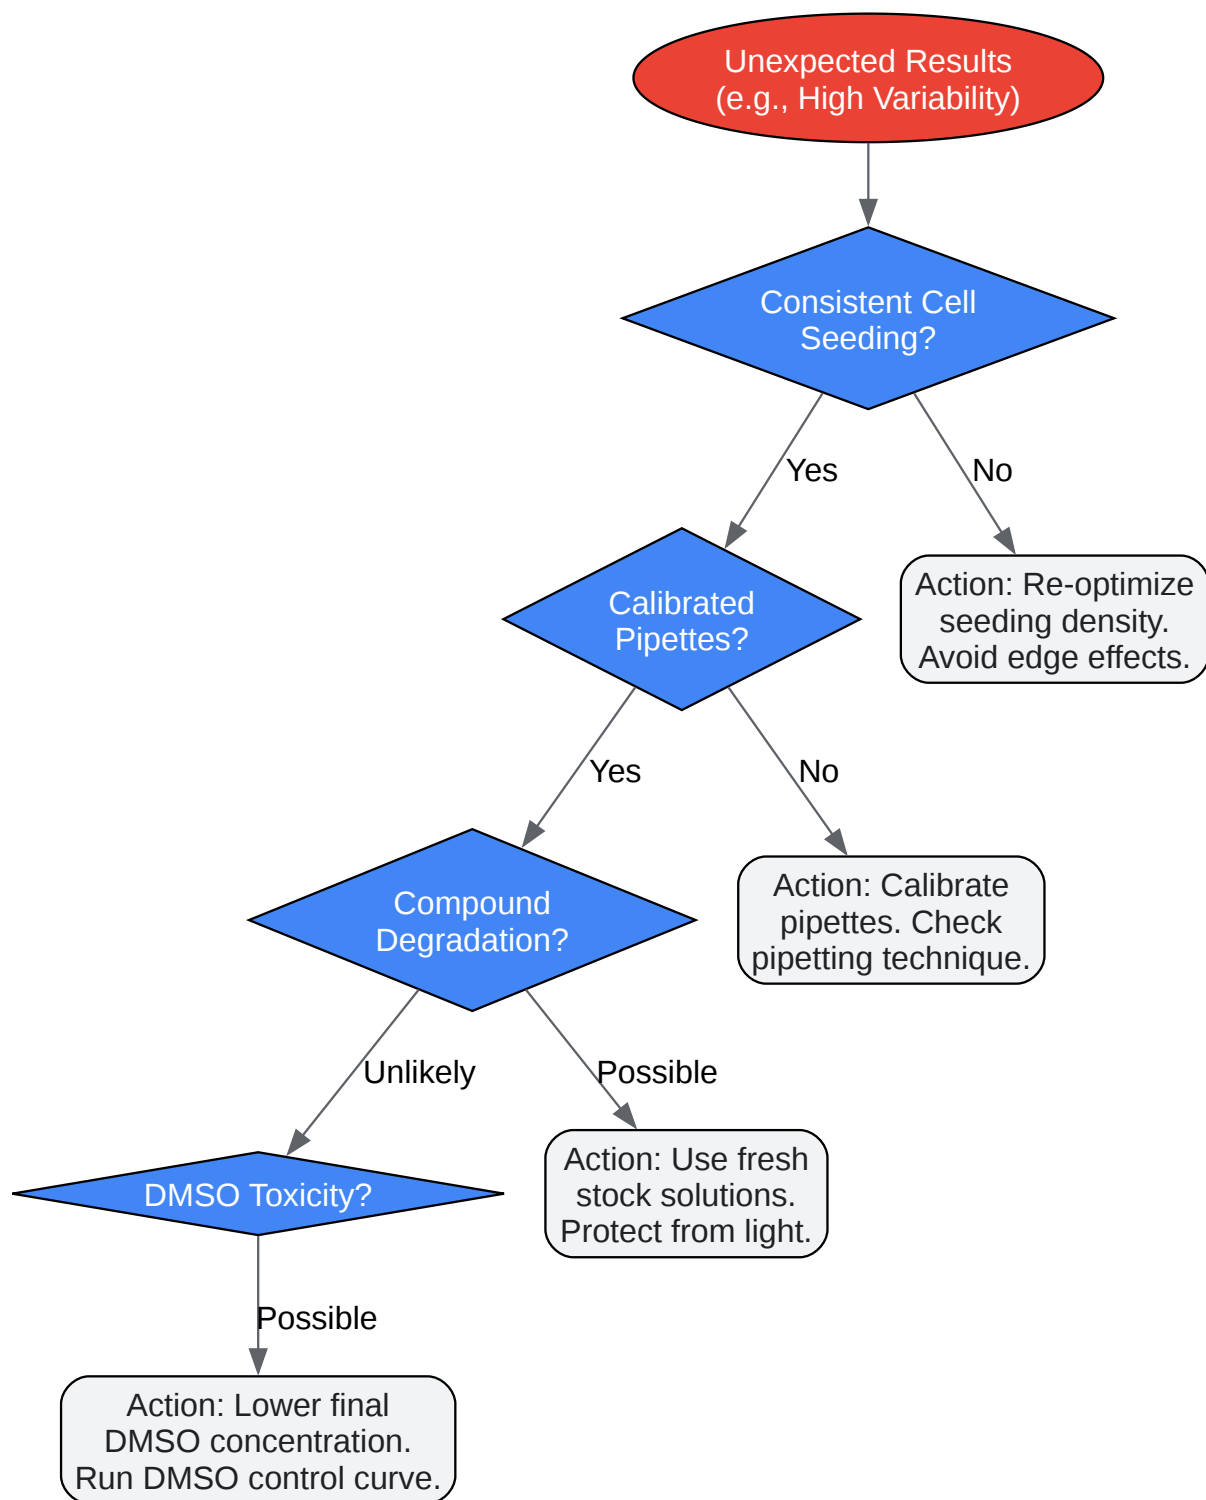 Unexpected Results
(e.g., High Variability)
Consistent Cell
Seeding?
Yes
No
Calibrated
Pipettes?
Action: Re-optimize
seeding density.
Avoid edge effects.
Yes
No
Compound
Degradation?
Action: Calibrate
pipettes. Check
pipetting technique.
Unlikely
Possible
DMSO Toxicity?
Action: Use fresh
stock solutions.
Protect from light.
Possible
Action: Lower final
DMSO concentration.
Run DMSO control curve.